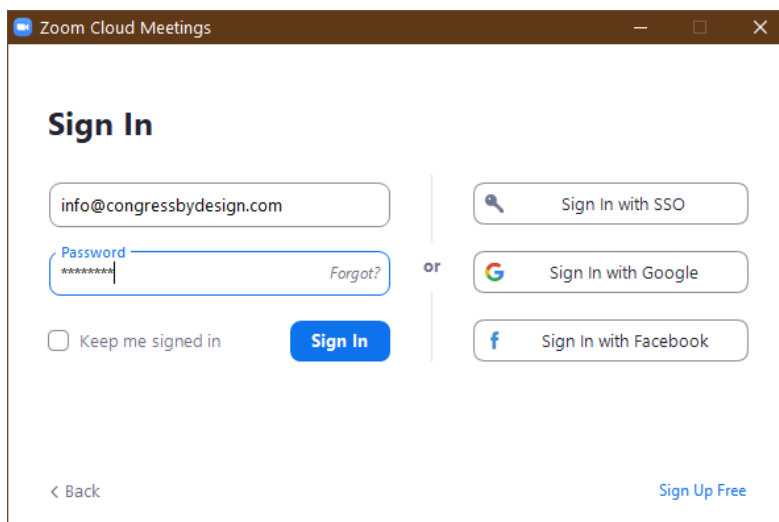 Zoom Cloud Meetings
Sign In
info@congressbydesign.com
Password
********
Forgot?
Keep me signed in
Sign In
or
Sign In with SSO
Sign In with Google
Sign In with Facebook
< Back
Sign Up Free